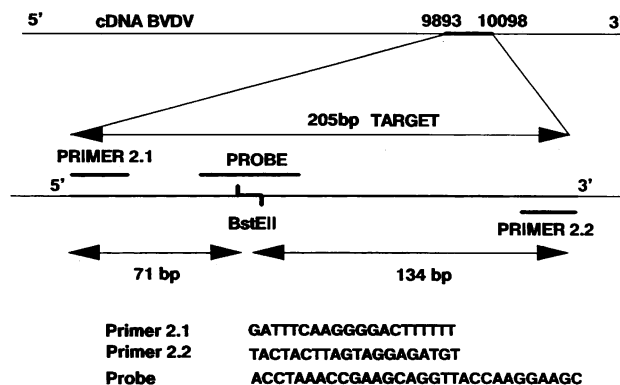 5' cDNA BVDV 9893 10098 3'
205bp TARGET
PRIMER 2.1 PROBE
5' 3'
BstEII
PRIMER 2.2
71 bp 134 bp
Primer 2.1 GATTTCAAGGGGACTTTTTT
Primer 2.2 TACTACTTAGTAGGAGATGT
Probe ACCTAAACCGAAGCAGGTTACCAAGGAAGC